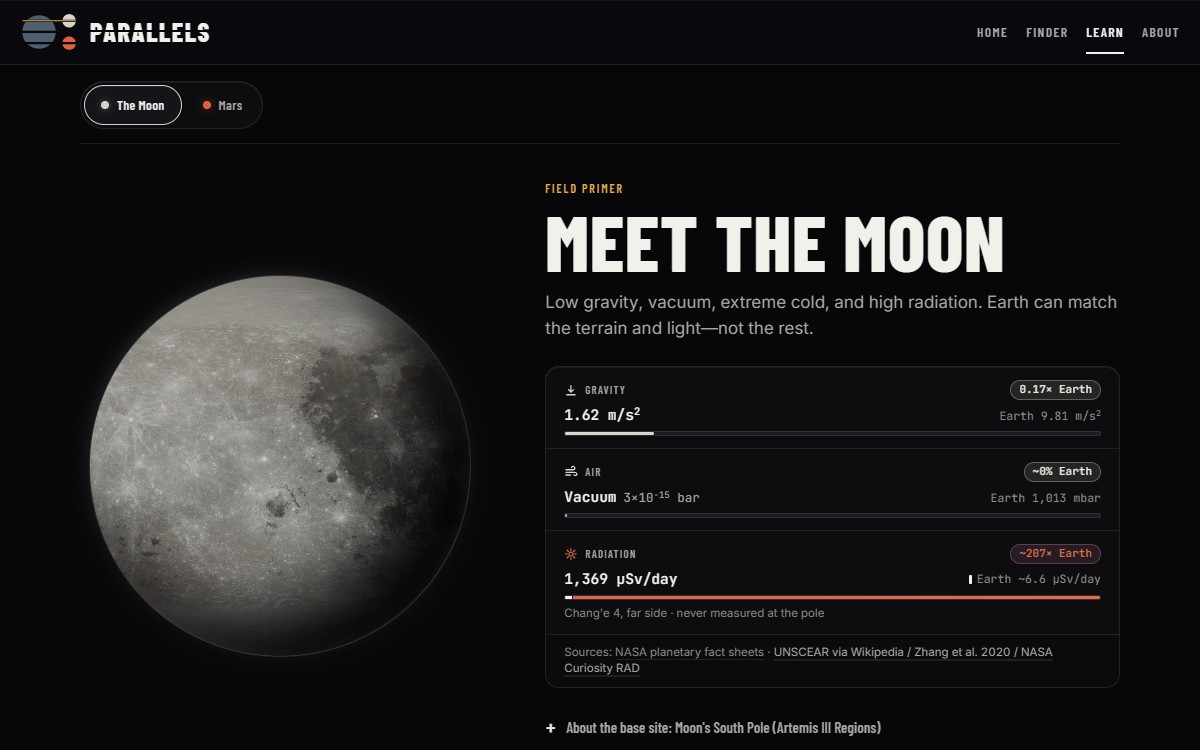 PARALLELS
HOME FINDER LEARN ABOUT
The Moon Mars
FIELD PRIMER
MEET THE MOON
Low gravity, vacuum, extreme cold, and high radiation. Earth can match
the terrain and light—not the rest.
GRAVITY 0.17× Earth
1.62 m/s² Earth 9.81 m/s²
AIR ~0% Earth
Vacuum 3×10⁻¹⁵ bar Earth 1,013 mbar
RADIATION ~207× Earth
1,369 µSv/day Earth ~6.6 µSv/day
Chang'e 4, far side · never measured at the pole
Sources: NASA planetary fact sheets · UNSCEAR via Wikipedia / Zhang et al. 2020 / NASA
Curiosity RAD
+ About the base site: Moon's South Pole (Artemis III Regions)